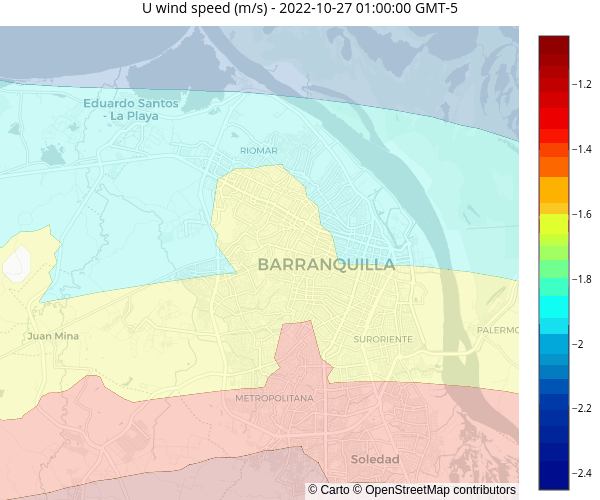 U wind speed (m/s) - 2022-10-27 01:00:00 GMT-5
Eduardo Santos
- La Playa
RIOMAR
BARRANQUILLA
Juan Mina
SURORIENTE
PALERMO
METROPOLITANA
Soledad
© Carto © OpenStreetMap contributors
−1.2
−1.4
−1.6
−1.8
−2
−2.2
−2.4